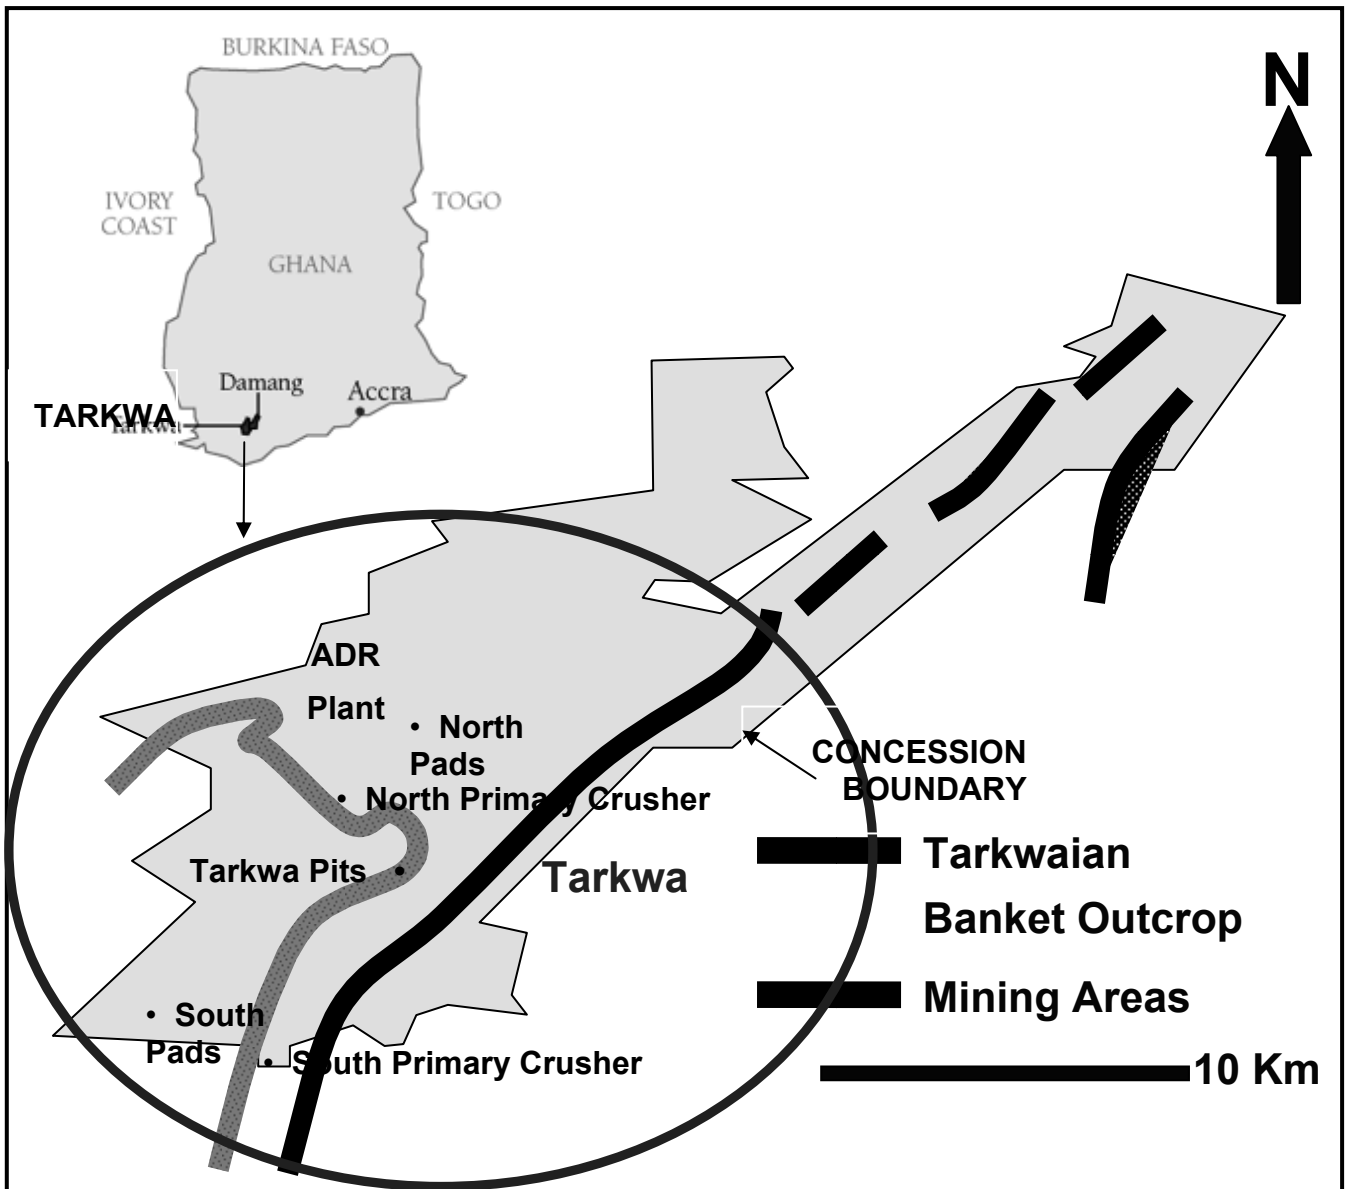 BURKINA FASO
N
IVORY
COAST
TOGO
GHANA
Damang
Accra
TARKWA
Tarkwa
ADR
Plant
• North
Pads
• North Primary Crusher
CONCESSION
BOUNDARY
Tarkwa Pits •
Tarkwa
Tarkwaian
Banket Outcrop
Mining Areas
• South
Pads
• South Primary Crusher
10 Km